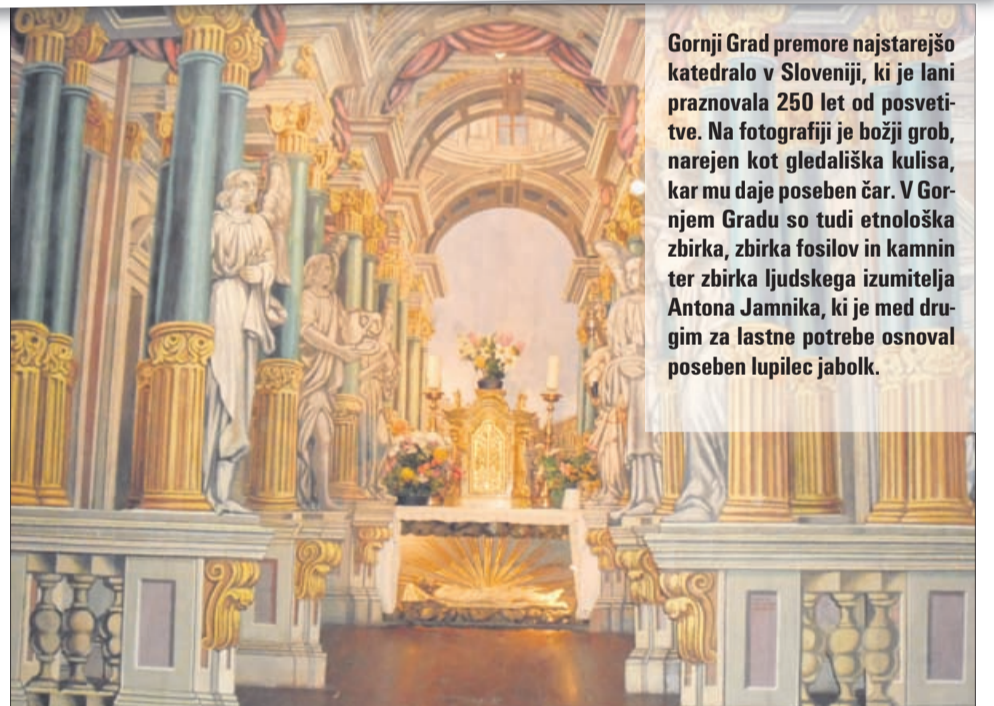 Gornji Grad premore najstarejšo
katedralo v Sloveniji, ki je lani
praznovala 250 let od posveti-
tve. Na fotografiji je božji grob,
narejen kot gledališka kulisa,
kar mu daje poseben čar. V Gor-
njem Gradu so tudi etnološka
zbirka, zbirka fosilov in kamnin
ter zbirka ljudskega izumitelja
Antona Jamnika, ki je med dru-
gim za lastne potrebe osnoval
poseben lupilec jabolk.